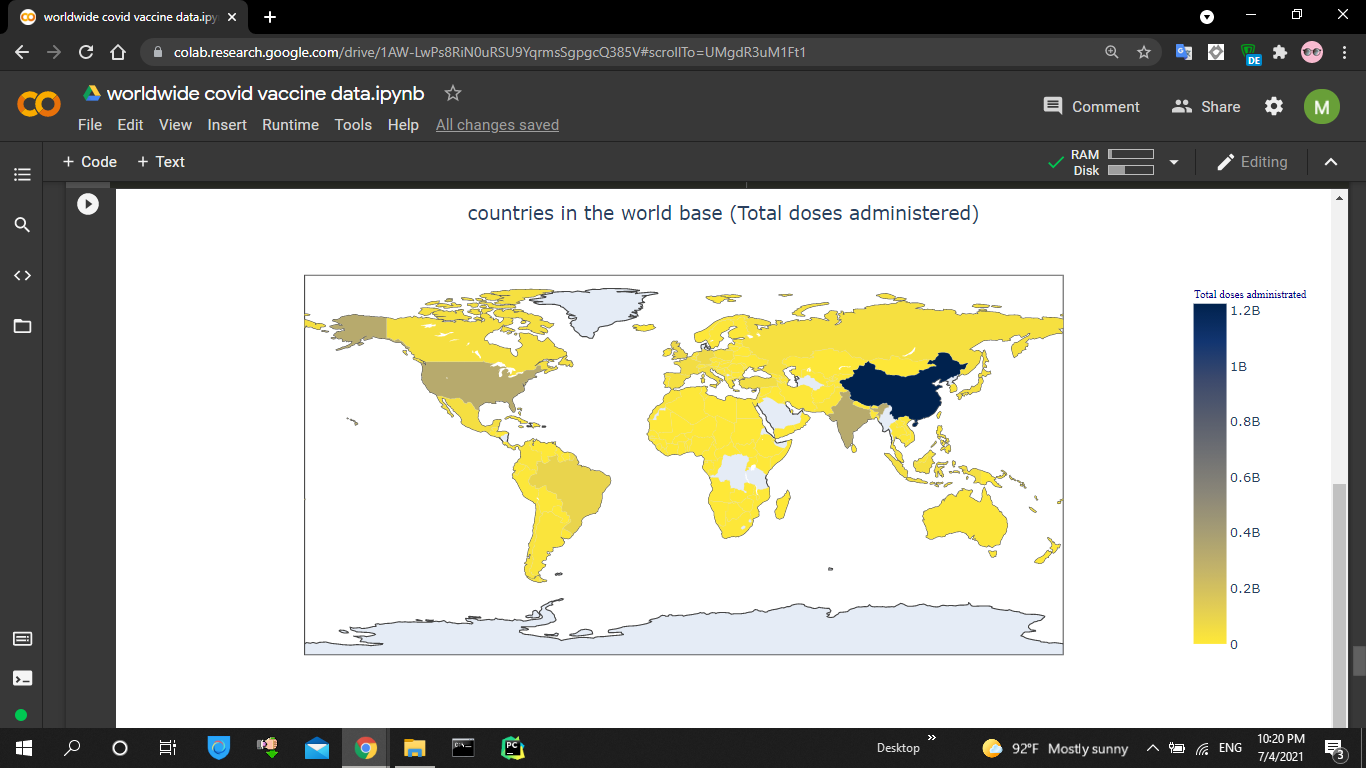 worldwide covid vaccine data.ipy
colab.research.google.com/drive/1AW-LwPs8RiN0uRSU9YqrmsSgpgcQ385V#scrollTo=UMgdR3uM1Ft1
DE
worldwide covid vaccine data.ipynb
Comment
Share
M
File Edit View Insert Runtime Tools Help All changes saved
+ Code + Text
RAM
Disk
Editing
countries in the world base (Total doses administered)
Total doses administrated
1.2B
1B
0.8B
0.6B
0.4B
0.2B
0
PC
Desktop
92°F Mostly sunny
ENG
10:20 PM
7/4/2021
3